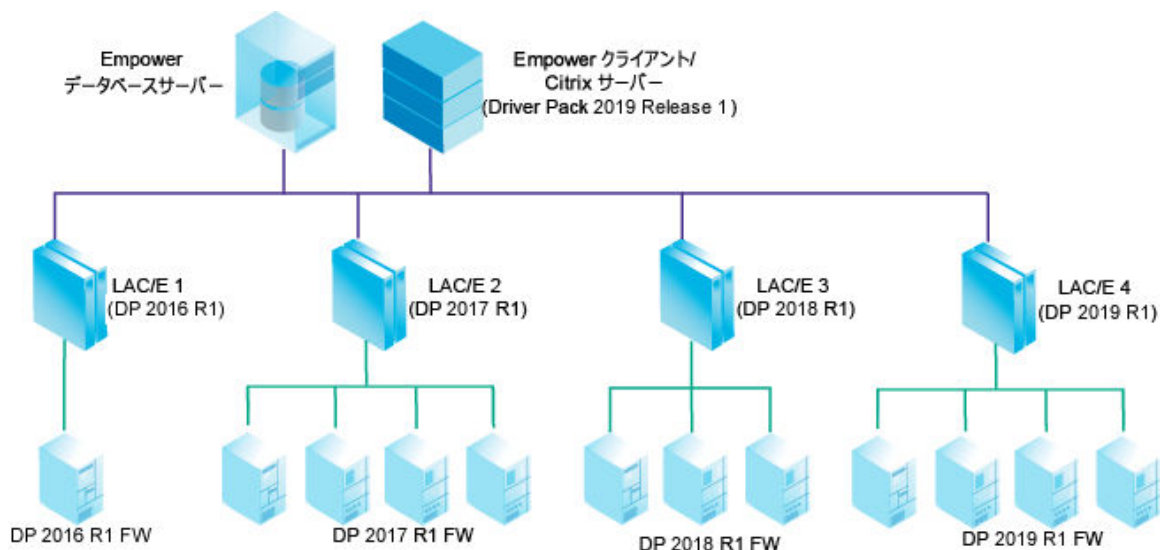 Empower
データベースサーバー
Empower クライアント/
Citrix サーバー
(Driver Pack 2019 Release 1)
LAC/E 1
(DP 2016 R1)
LAC/E 2
(DP 2017 R1)
LAC/E 3
(DP 2018 R1)
LAC/E 4
(DP 2019 R1)
DP 2016 R1 FW
DP 2017 R1 FW
DP 2018 R1 FW
DP 2019 R1 FW